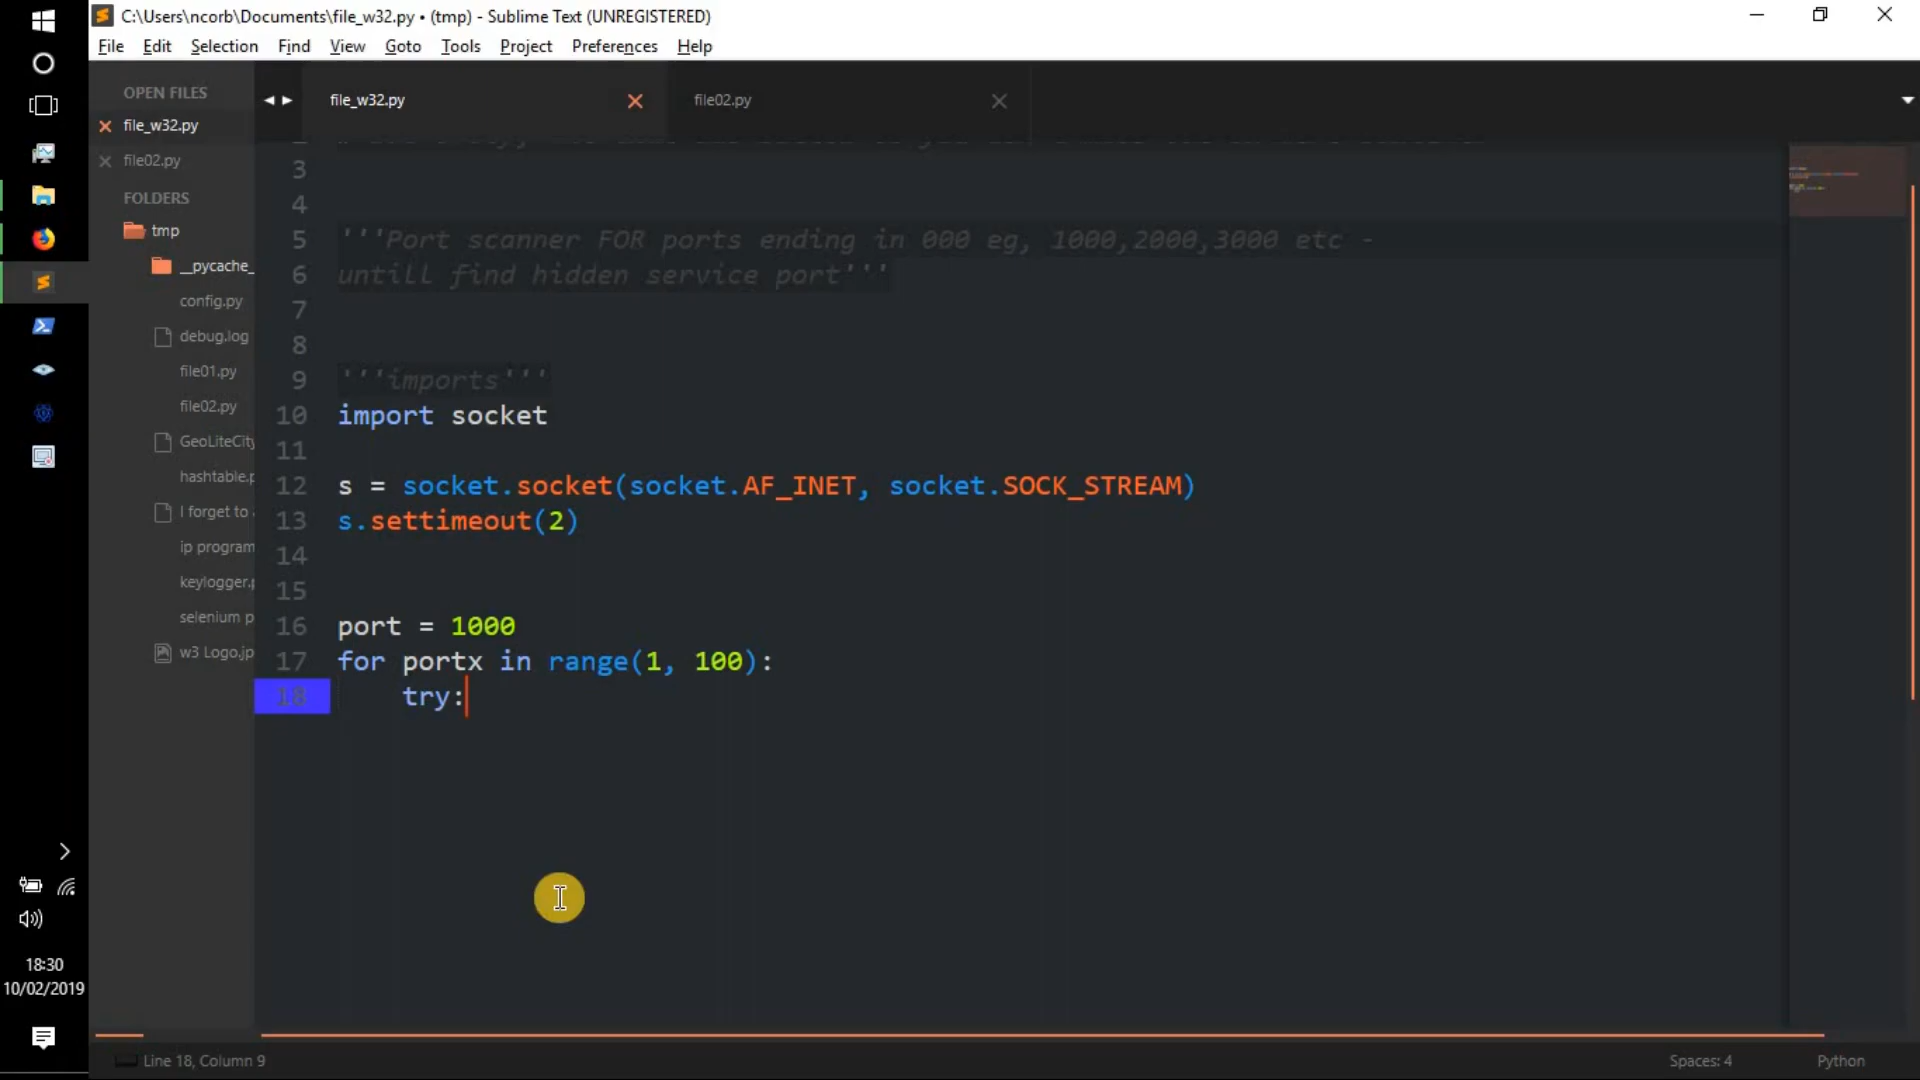 C:\Users\ncorb\Documents\file_w32.py • (tmp) - Sublime Text (UNREGISTERED)
File Edit Selection Find View Goto Tools Project Preferences Help
OPEN FILES
file_w32.py
file02.py
FOLDERS
tmp
__pycache_
config.py
debug.log
file01.py
file02.py
GeoLiteCity
hashtable.p
I forget to
ip program
keylogger.p
selenium p
w3 Logo.jp
file_w32.py file02.py
3
4
5 '''Port scanner FOR ports ending in 000 eg, 1000,2000,3000 etc -
6 untill find hidden service port'''
7
8
9 '''imports'''
10 import socket
11
12 s = socket.socket(socket.AF_INET, socket.SOCK_STREAM)
13 s.settimeout(2)
14
15
16 port = 1000
17 for portx in range(1, 100):
18 try:
18:30
10/02/2019
Line 18, Column 9 Spaces: 4 Python